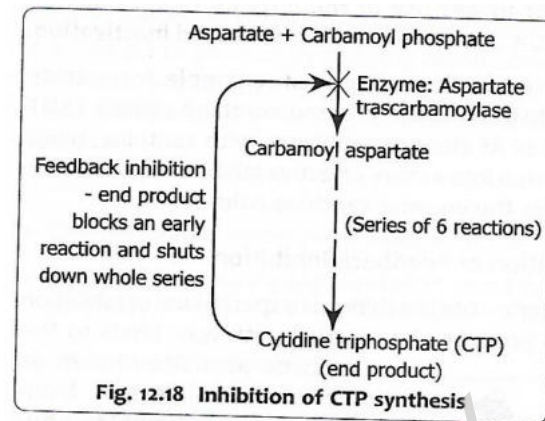 Aspartate + Carbamoyl phosphate
Enzyme: Aspartate
trascarbamoylase
Carbamoyl aspartate
Feedback inhibition
- end product
blocks an early
reaction and shuts
down whole series
(Series of 6 reactions)
Cytidine triphosphate (CTP)
(end product)
Fig. 12.18 Inhibition of CTP synthesis